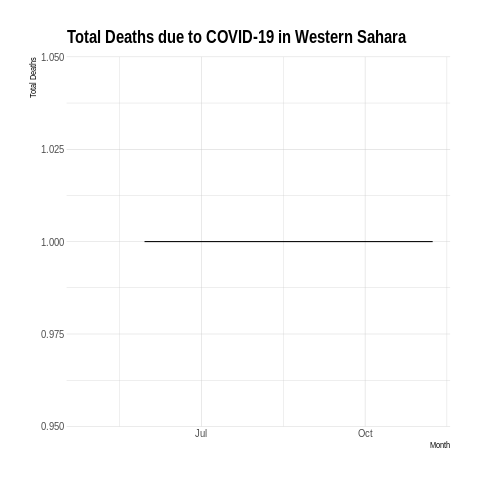 Total Deaths due to COVID-19 in Western Sahara
Total Deaths
1.050
1.025
1.000
0.975
0.950
Jul
Oct
Month